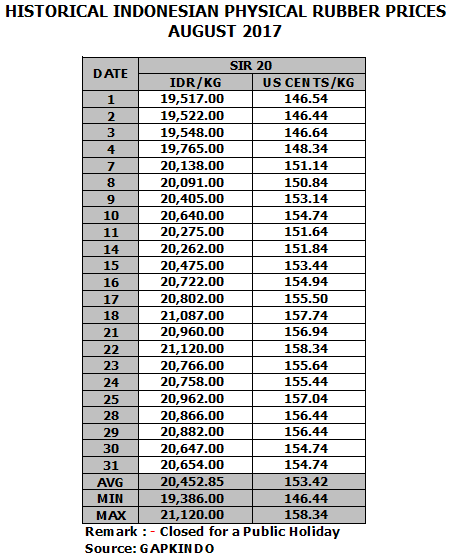 HISTORICAL INDONESIAN PHYSICAL RUBBER PRICES
AUGUST 2017
DATE SIR 20
IDR/KG US CENTS/KG
1 19,517.00 146.54
2 19,522.00 146.44
3 19,548.00 146.64
4 19,765.00 148.34
7 20,138.00 151.14
8 20,091.00 150.84
9 20,405.00 153.14
10 20,640.00 154.74
11 20,275.00 151.64
14 20,262.00 151.84
15 20,475.00 153.44
16 20,722.00 154.94
17 20,802.00 155.50
18 21,087.00 157.74
21 20,960.00 156.94
22 21,120.00 158.34
23 20,766.00 155.64
24 20,758.00 155.44
25 20,962.00 157.04
28 20,866.00 156.44
29 20,882.00 156.44
30 20,647.00 154.74
31 20,654.00 154.74
AVG 20,452.85 153.42
MIN 19,386.00 146.44
MAX 21,120.00 158.34
Remark : - Closed for a Public Holiday
Source: GAPKINDO